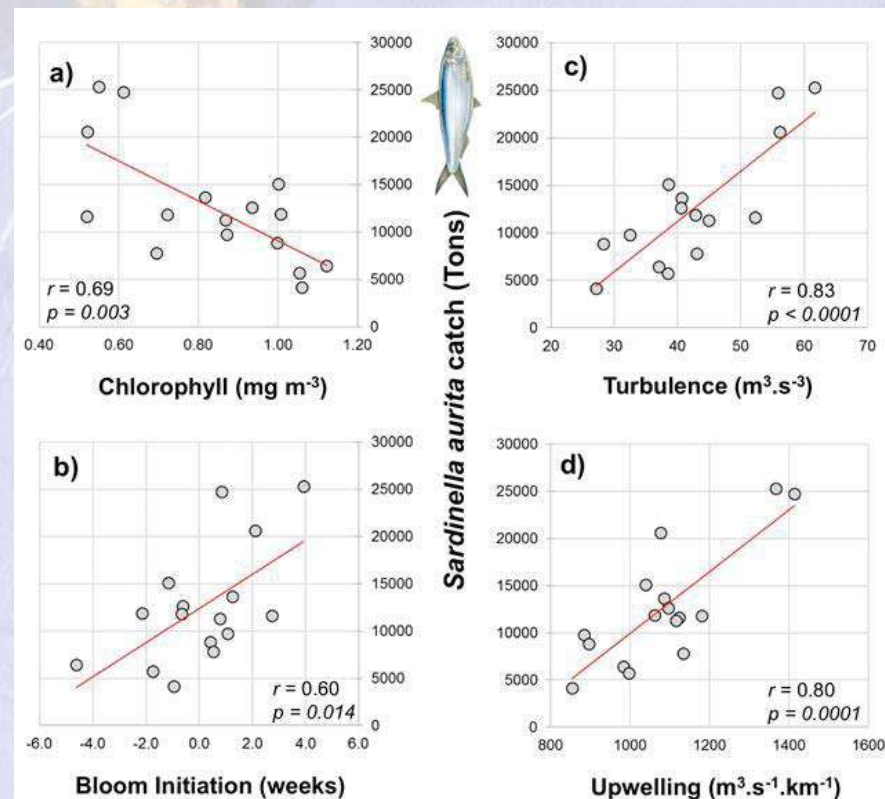 a)
30000
25000
20000
15000
10000
5000
0
r = 0.69
p = 0.003
0.40 0.60 0.80 1.00 1.20
Chlorophyll (mg m⁻³)
b)
30000
25000
20000
15000
10000
5000
0
r = 0.60
p = 0.014
-6.0 -4.0 -2.0 0.0 2.0 4.0 6.0
Bloom Initiation (weeks)
Sardinella aurita catch (Tons)
c)
30000
25000
20000
15000
10000
5000
0
r = 0.83
p < 0.0001
20 30 40 50 60 70
Turbulence (m³.s⁻³)
d)
30000
25000
20000
15000
10000
5000
0
r = 0.80
p = 0.0001
800 1000 1200 1400 1600
Upwelling (m³.s⁻¹.km⁻¹)